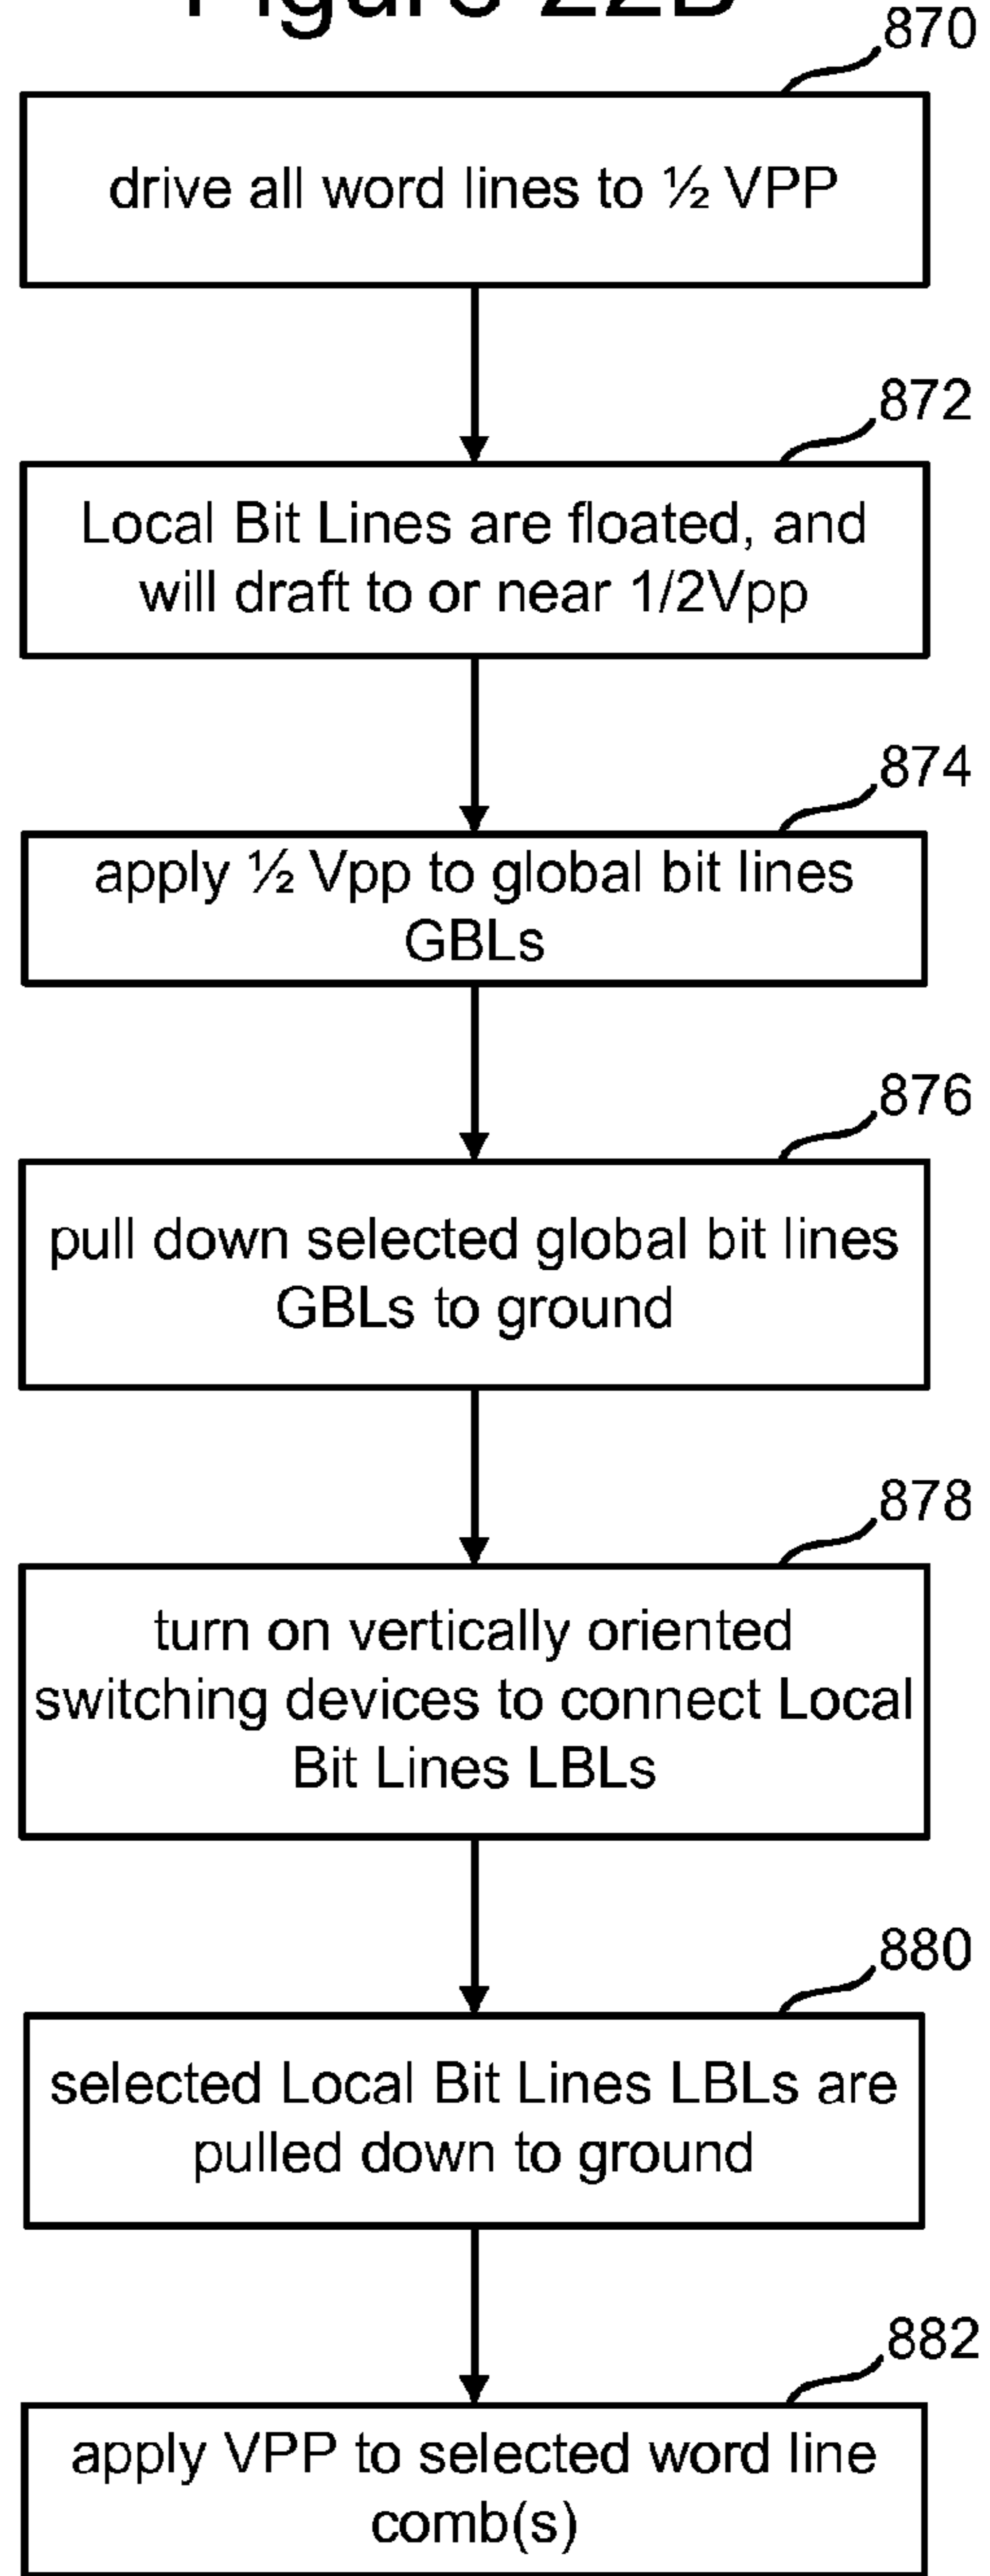 Figure 22B
870
drive all word lines to ½ VPP
872
Local Bit Lines are floated, and
will draft to or near 1/2Vpp
874
apply ½ Vpp to global bit lines
GBLs
876
pull down selected global bit lines
GBLs to ground
878
turn on vertically oriented
switching devices to connect Local
Bit Lines LBLs
880
selected Local Bit Lines LBLs are
pulled down to ground
882
apply VPP to selected word line
comb(s)